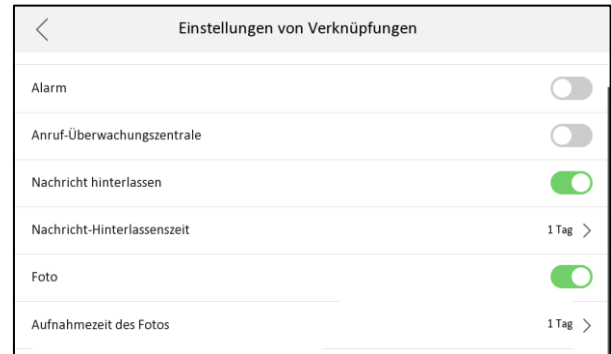 Einstellungen von Verknüpfungen
Alarm
Anruf-Überwachungszentrale
Nachricht hinterlassen
Nachricht-Hinterlassenszeit 1 Tag
Foto
Aufnahmezeit des Fotos 1 Tag